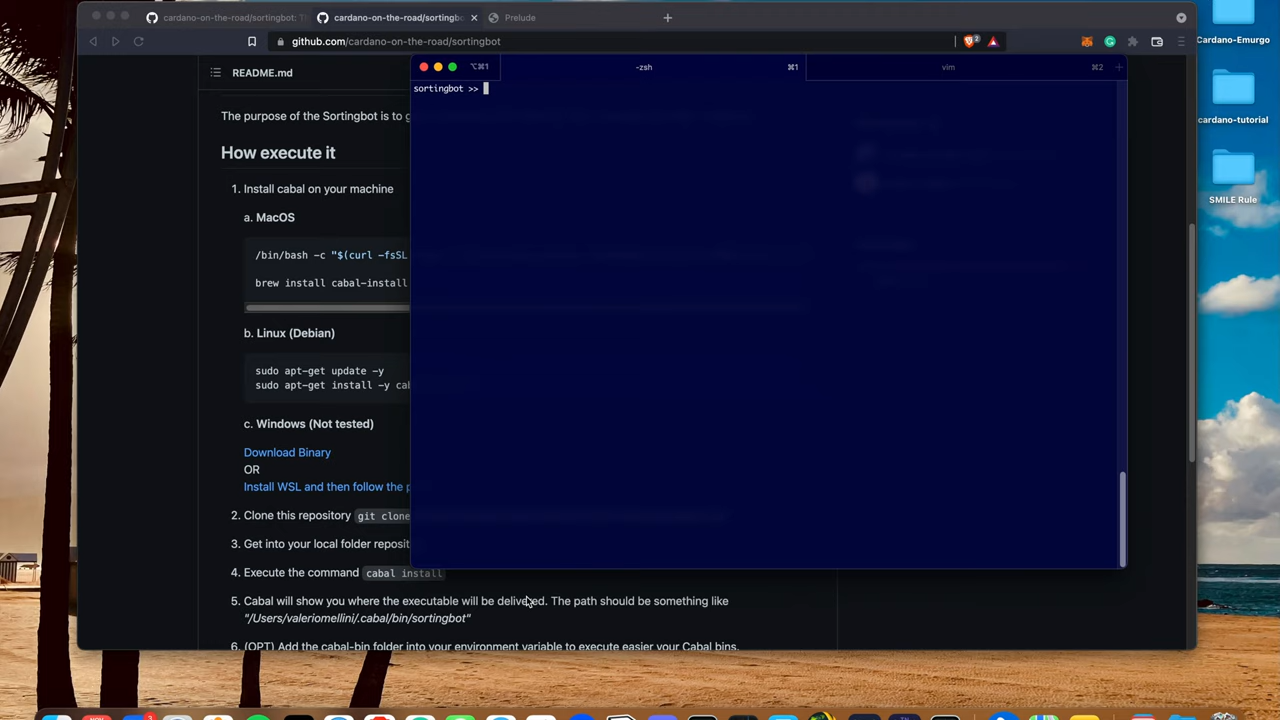 cardano-on-the-road/sortingbot: T
cardano-on-the-road/sortingbo
Prelude
github.com/cardano-on-the-road/sortingbot
2
Cardano-Emurgo
cardano-tutorial
SMILE Rule
README.md
⌥⌘1
-zsh
⌘1
vim
⌘2
sortingbot >>
The purpose of the Sortingbot is to g
How execute it
1. Install cabal on your machine
a. MacOS
/bin/bash -c "$(curl -fsSL
brew install cabal-install
b. Linux (Debian)
sudo apt-get update -y
sudo apt-get install -y cab
c. Windows (Not tested)
Download Binary
OR
Install WSL and then follow the p
2. Clone this repository git clone
3. Get into your local folder reposit
4. Execute the command cabal install
5. Cabal will show you where the executable will be delivered. The path should be something like
"/Users/valeriomellini/.cabal/bin/sortingbot"
6. (OPT) Add the cabal-bin folder into your environment variable to execute easier your Cabal bins.